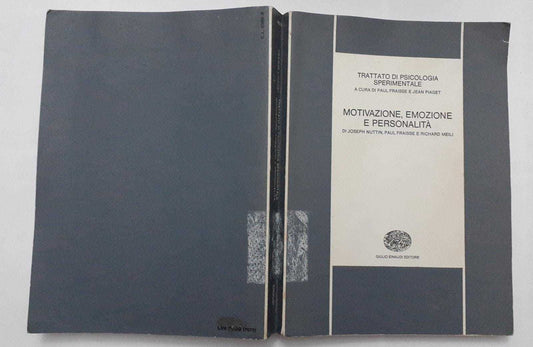 TRATTATO DI PSICOLOGIA
SPERIMENTALE
A CURA DI PAUL FRAISSE E JEAN PIAGET
MOTIVAZIONE, EMOZIONE
E PERSONALITÀ
DI JOSEPH NUTTIN, PAUL FRAISSE E RICHARD MEILI
GIULIO EINAUDI EDITORE